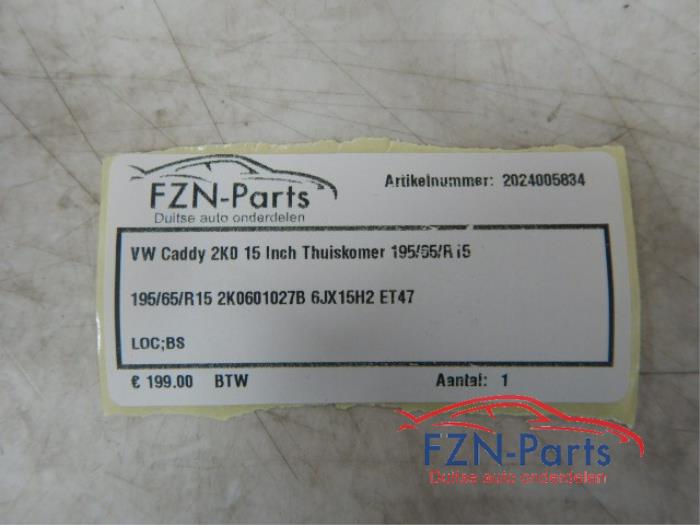 FZN-Parts
Duitse auto onderdelen
Artikelnummer: 2024005834
VW Caddy 2K0 15 Inch Thuiskomer 195/65/R15
195/65/R15 2K0601027B 6JX15H2 ET47
LOC;BS
€ 199.00 BTW Aantal: 1
FZN-Parts
Duitse auto onderdelen